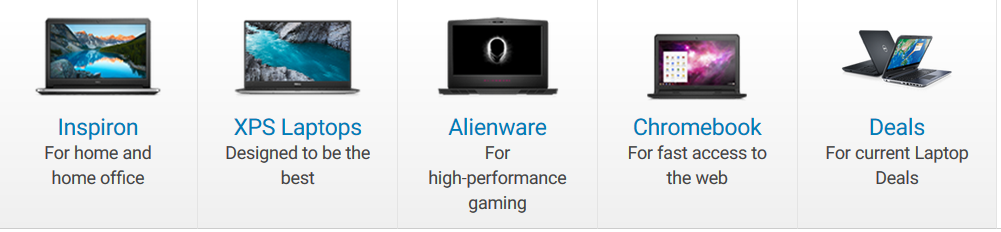 Inspiron
For home and
home office
XPS Laptops
Designed to be the
best
Alienware
For
high-performance
gaming
Chromebook
For fast access to
the web
Deals
For current Laptop
Deals